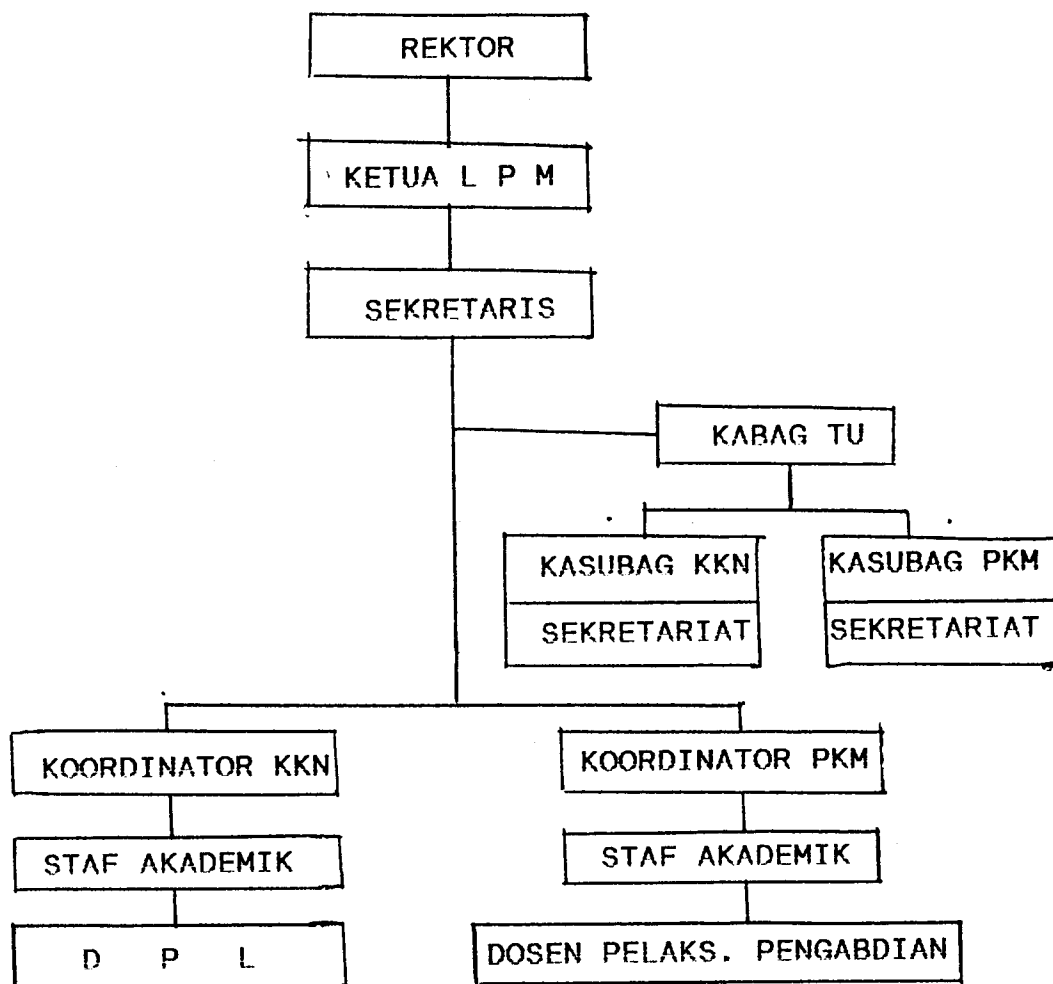 REKTOR
KETUA L P M
SEKRETARIS
KABAG TU
KASUBAG KKN
SEKRETARIAT
KASUBAG PKM
SEKRETARIAT
KOORDINATOR KKN
KOORDINATOR PKM
STAF AKADEMIK
STAF AKADEMIK
D P L
DOSEN PELAKS. PENGABDIAN